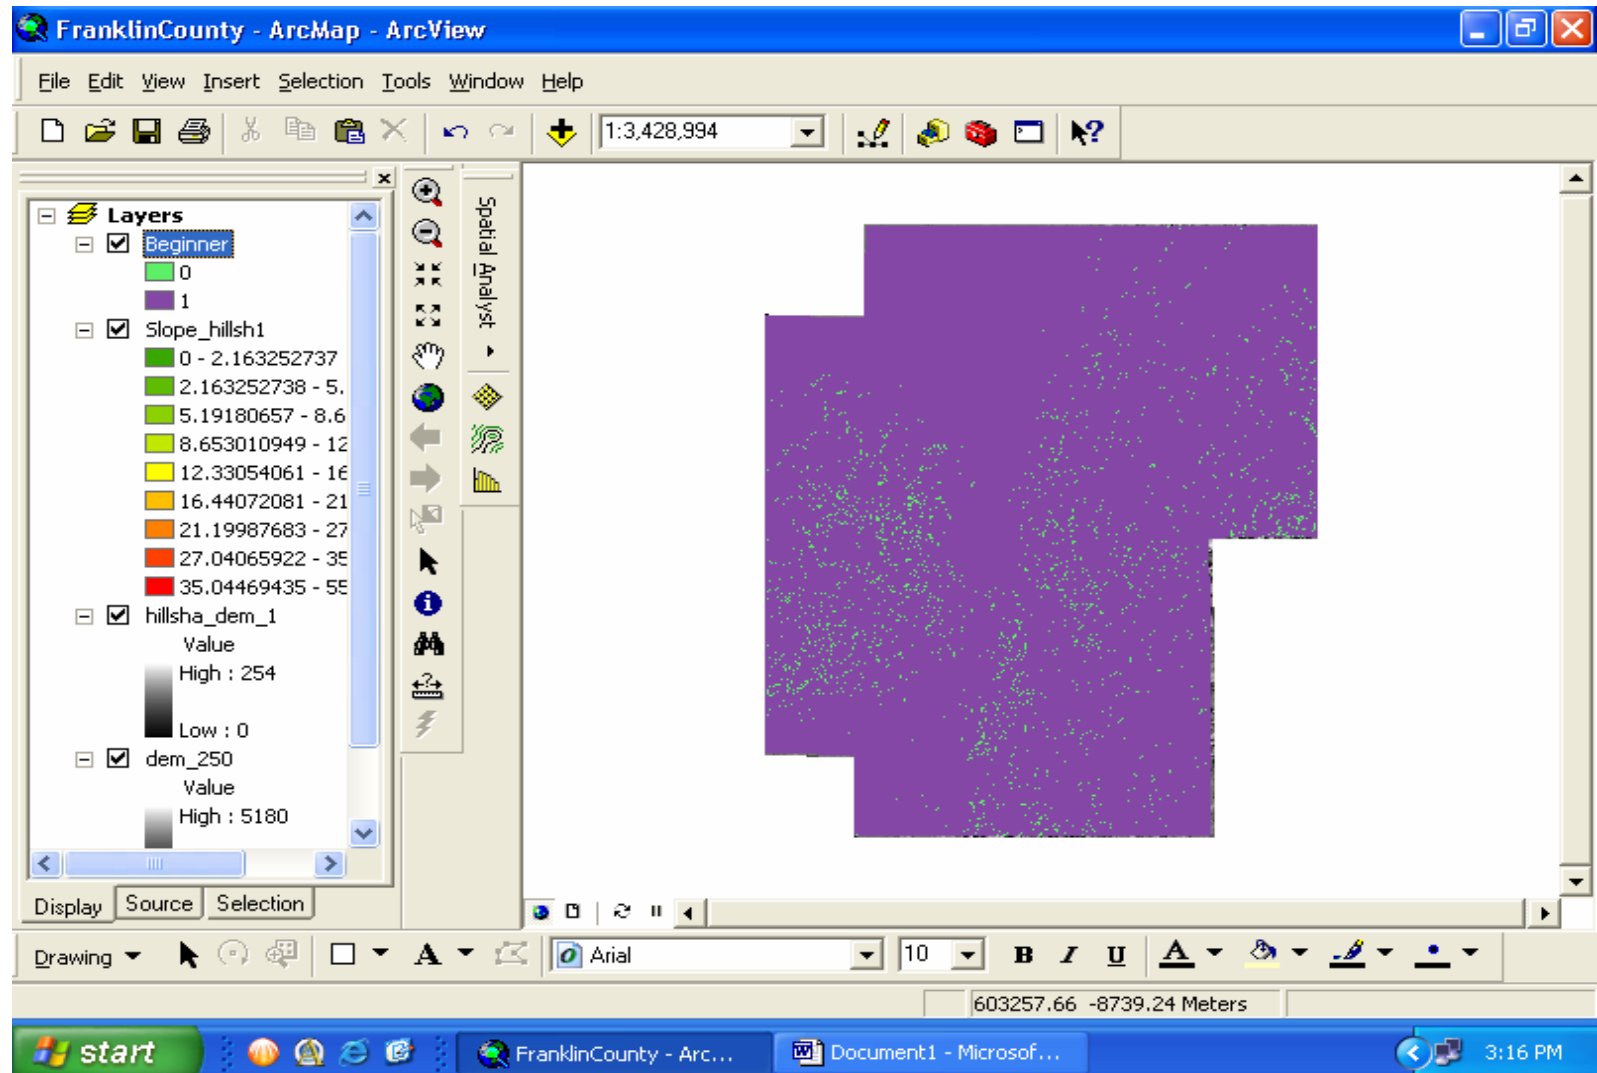 FranklinCounty - ArcMap - ArcView
File Edit View Insert Selection Tools Window Help
1:3,428,994
Layers
Beginner
0
1
Slope_hillsh1
0 - 2.163252737
2.163252738 - 5.
5.19180657 - 8.6
8.653010949 - 12
12.33054061 - 16
16.44072081 - 21
21.19987683 - 27
27.04065922 - 35
35.04469435 - 55
hillsha_dem_1
Value
High : 254
Low : 0
dem_250
Value
High : 5180
Display Source Selection
Spatial Analyst
Drawing A Arial 10 B I U A
603257.66 -8739.24 Meters
start FranklinCounty - Arc... Document1 - Microsof... 3:16 PM